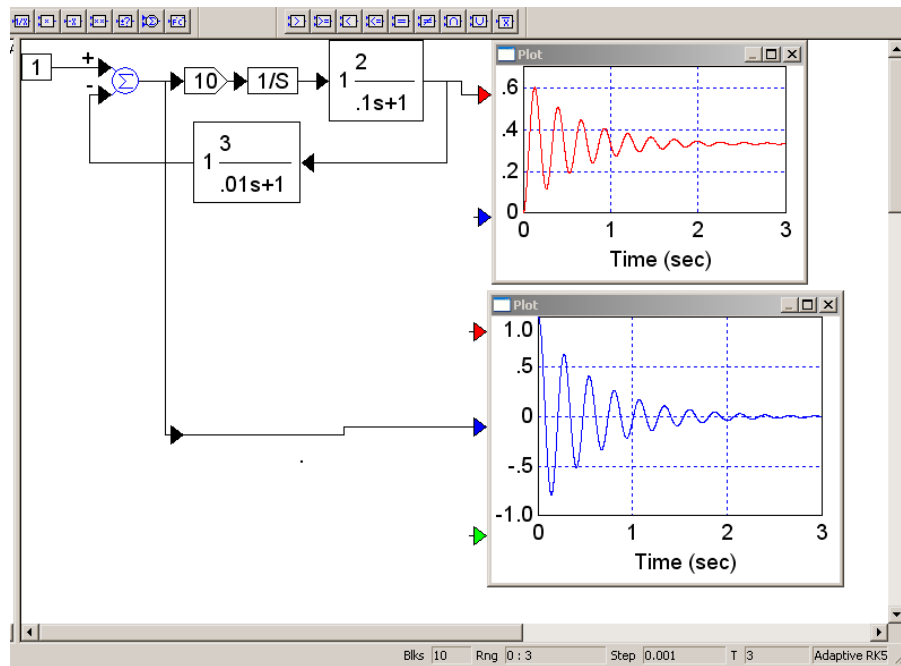 1/X
X
-X
**
±?
fC
>
>=
<
<=
=
≠
∩
∪
X
1
+
-
Σ
10
1/S
1 2
.1s+1
1 3
.01s+1
.
Plot
.6
.4
.2
0
0 1 2 3
Time (sec)
Plot
1.0
.5
0
-.5
-1.0
0 1 2 3
Time (sec)
Blks 10 Rng 0 : 3 Step 0.001 T 3 Adaptive RK5